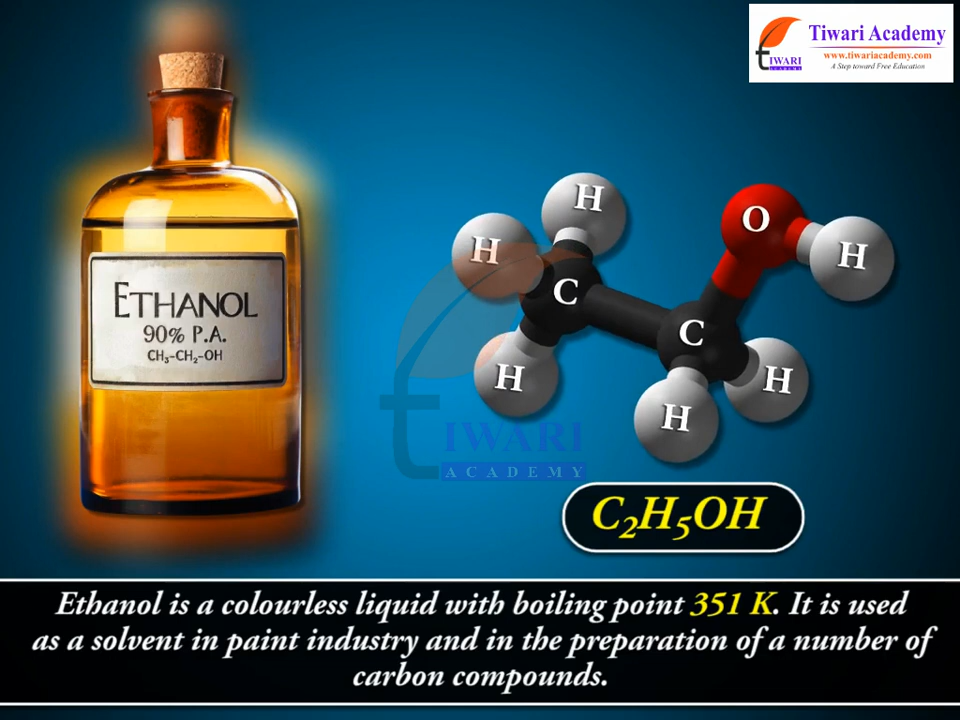 Tiwari Academy
www.tiwariacademy.com
A Step toward Free Education
tIWARI
ACADEMY
ETHANOL
90% P.A.
CH₃-CH₂-OH
H
H
C
H
O
H
C
H
H
tIWARI
ACADEMY
C₂H₅OH
Ethanol is a colourless liquid with boiling point 351 K. It is used
as a solvent in paint industry and in the preparation of a number of
carbon compounds.